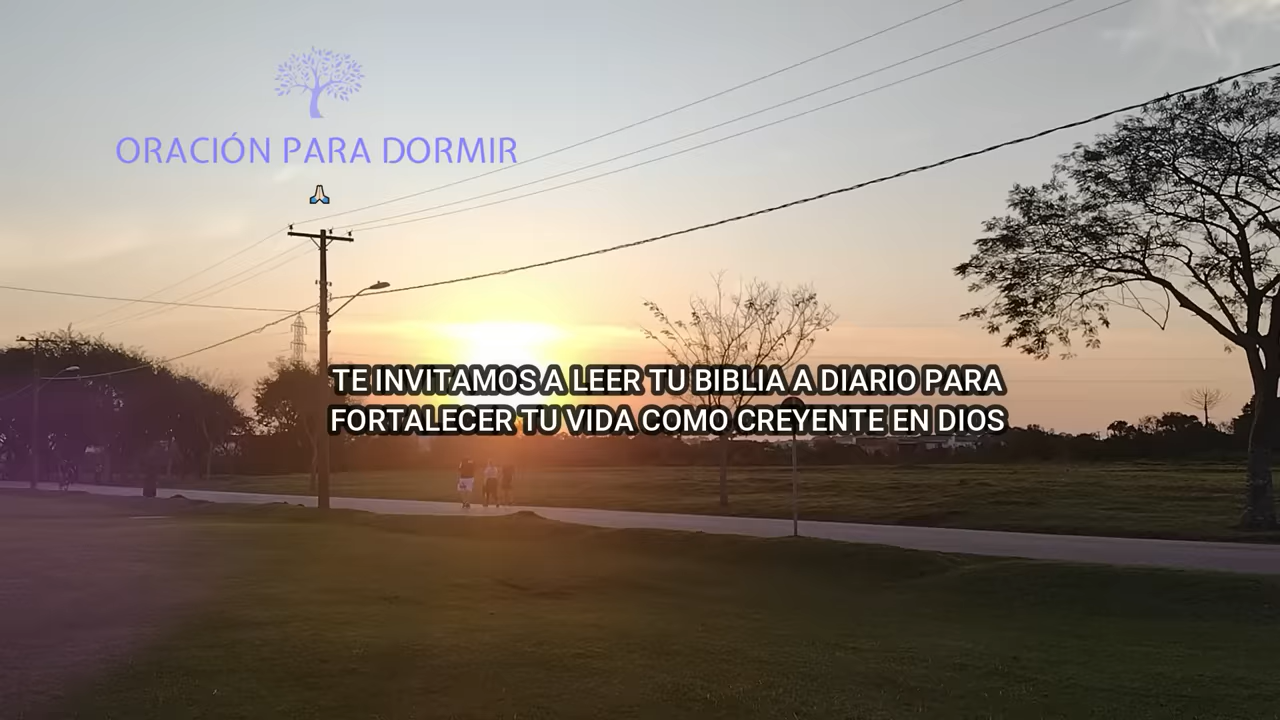 ORACIÓN PARA DORMIR
🙏🏻
TE INVITAMOS A LEER TU BIBLIA A DIARIO PARA
FORTALECER TU VIDA COMO CREYENTE EN DIOS